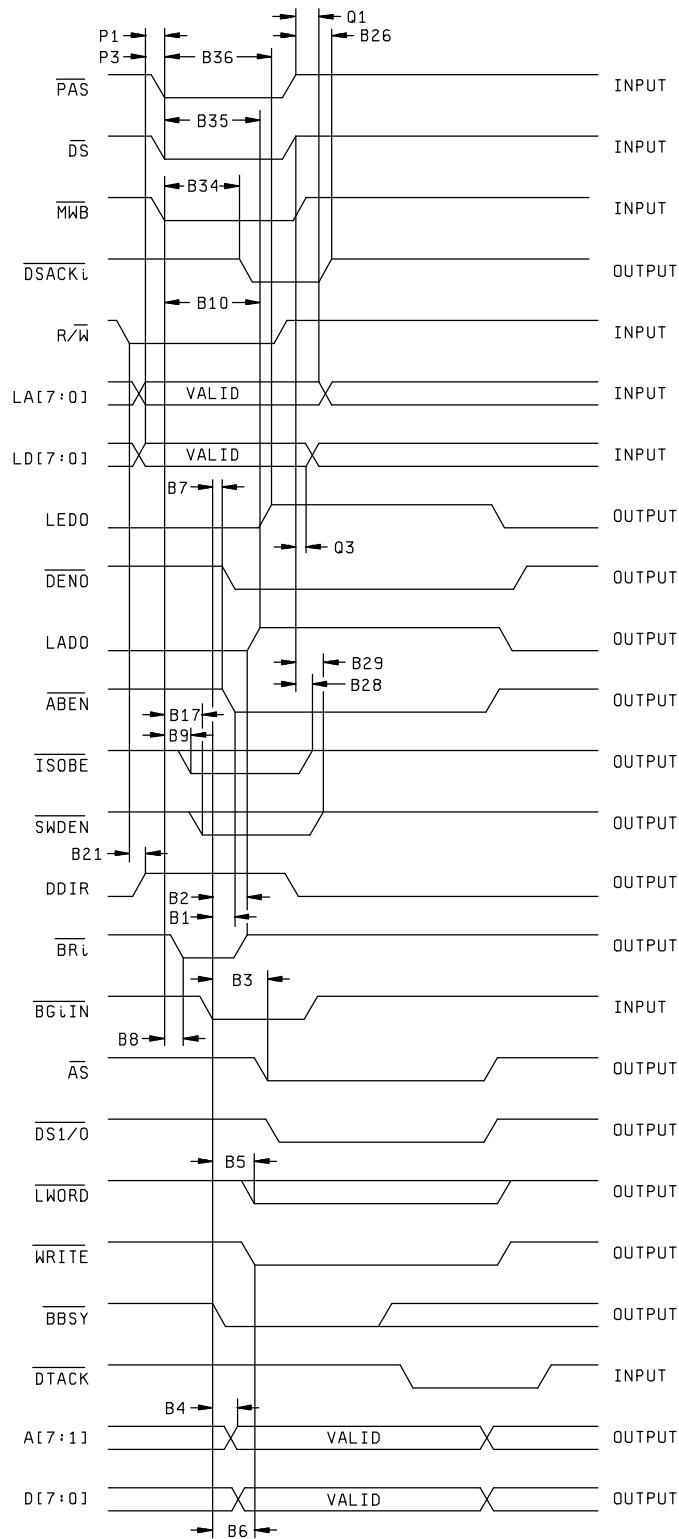 Q1
P1
B26
P3 B36
PAS INPUT
B35
DS INPUT
B34
MWB INPUT
DSACKi OUTPUT
B10
R/W INPUT
LA[7:0] VALID INPUT
LD[7:0] VALID INPUT
B7
LEDO OUTPUT
Q3
DENO OUTPUT
LADO OUTPUT
B29
B28
ABEN OUTPUT
B17
B9
ISOBE OUTPUT
SWDEN OUTPUT
B21
DDIR OUTPUT
B2
B1
BRi OUTPUT
B3
BGiIN INPUT
B8
AS OUTPUT
DS1/0 OUTPUT
B5
LWORD OUTPUT
WRITE OUTPUT
BBSY OUTPUT
DTACK INPUT
B4
A[7:1] VALID OUTPUT
D[7:0] VALID OUTPUT
B6